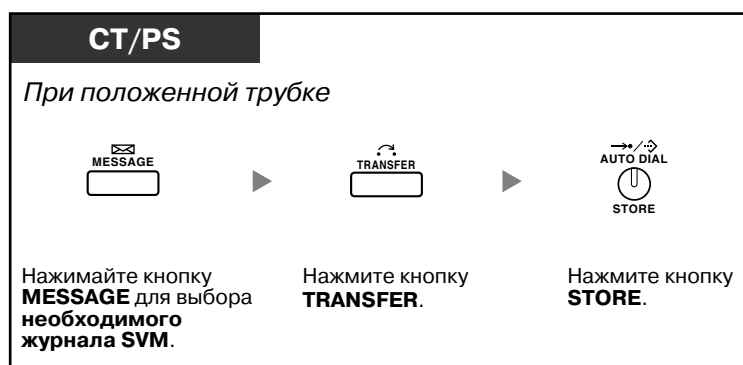 CT/PS
При положенной трубке
MESSAGE
TRANSFER
AUTO DIAL
STORE
Нажимайте кнопку
MESSAGE для выбора
необходимого
журнала SVM.
Нажмите кнопку
TRANSFER.
Нажмите кнопку
STORE.